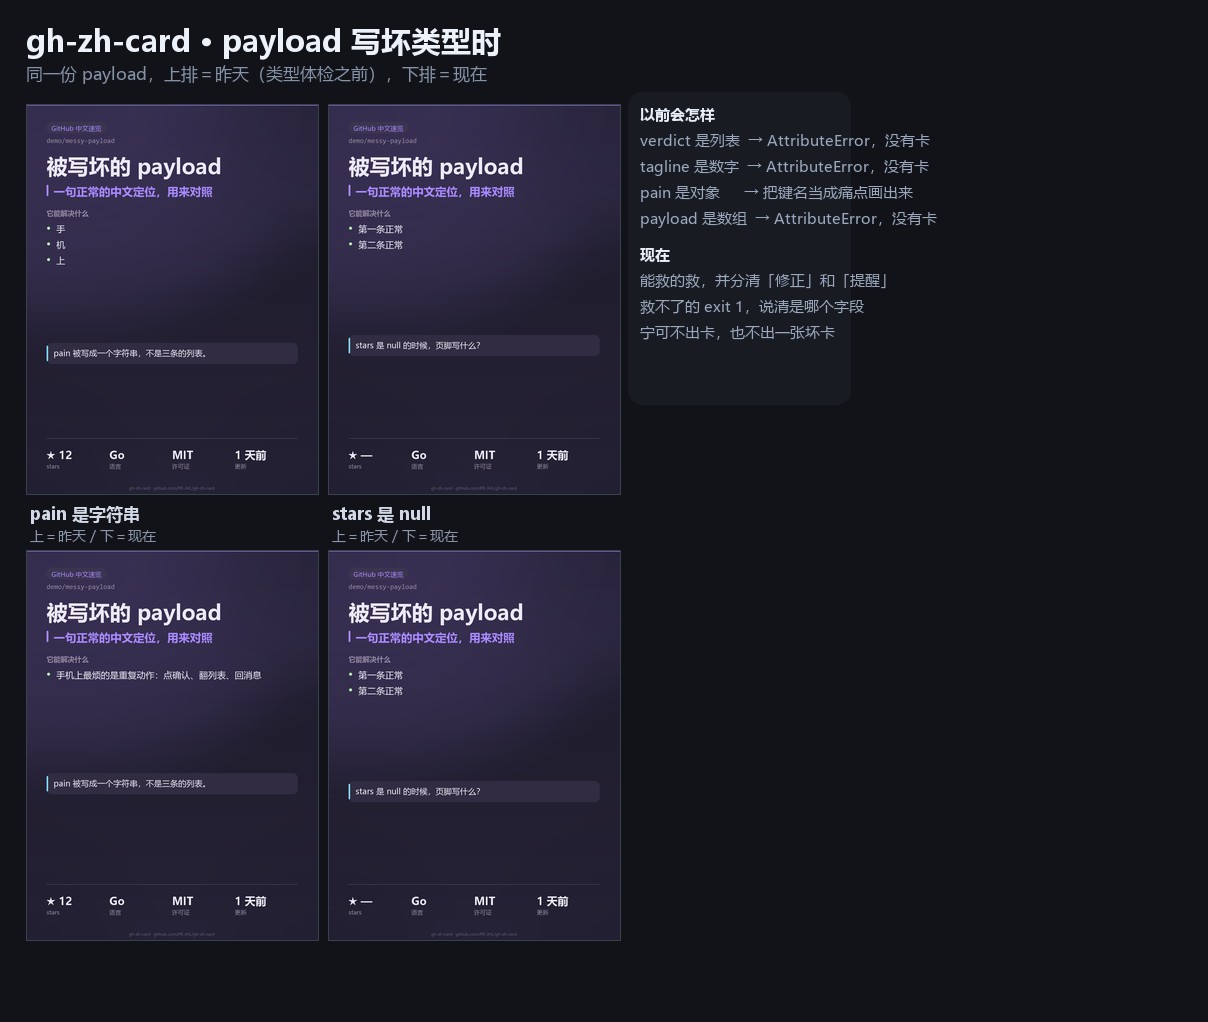 gh-zh-card • payload 写坏类型时
同一份 payload，上排＝昨天（类型体检之前），下排＝现在
GitHub 中文速览
demo/messy-payload
被写坏的 payload
一句正常的中文定位，用来对照
它能解决什么
• 手
• 机
• 上
pain 被写成一个字符串，不是三条的列表。
★ 12
Go
MIT
1 天前
stars
语言
许可证
更新
GitHub 中文速览
demo/messy-payload
被写坏的 payload
一句正常的中文定位，用来对照
它能解决什么
• 第一条正常
• 第二条正常
stars 是 null 的时候，页脚写什么？
★ —
Go
MIT
1 天前
stars
语言
许可证
更新
以前会怎样
verdict 是列表 → AttributeError，没有卡
tagline 是数字 → AttributeError，没有卡
pain 是对象 → 把键名当成痛点画出来
payload 是数组 → AttributeError，没有卡
现在
能救的救，并分清「修正」和「提醒」
救不了的 exit 1，说清是哪个字段
宁可不出卡，也不出一张坏卡
pain 是字符串
上＝昨天 / 下＝现在
stars 是 null
上＝昨天 / 下＝现在
GitHub 中文速览
demo/messy-payload
被写坏的 payload
一句正常的中文定位，用来对照
它能解决什么
• 手机上最烦的是重复动作：点确认、翻列表、回消息
pain 被写成一个字符串，不是三条的列表。
★ 12
Go
MIT
1 天前
stars
语言
许可证
更新
GitHub 中文速览
demo/messy-payload
被写坏的 payload
一句正常的中文定位，用来对照
它能解决什么
• 第一条正常
• 第二条正常
stars 是 null 的时候，页脚写什么？
★ —
Go
MIT
1 天前
stars
语言
许可证
更新